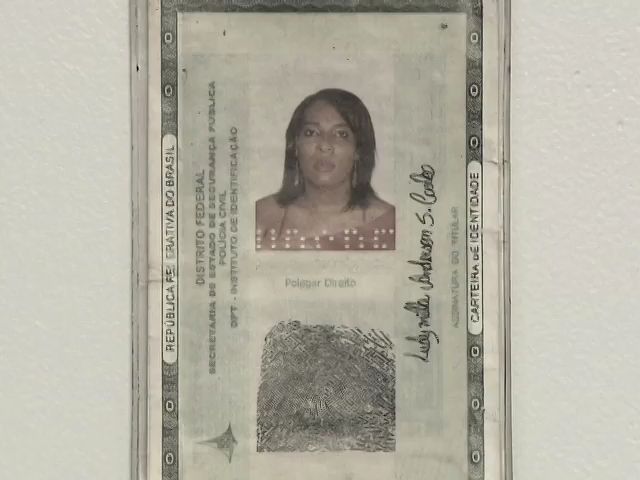 REPÚBLICA FEDERATIVA DO BRASIL
DISTRITO FEDERAL
SECRETARIA DE ESTADO DE SEGURANÇA PÚBLICA
POLÍCIA CIVIL
DPT - INSTITUTO DE IDENTIFICAÇÃO
Polegar Direito
ASSINATURA DO TITULAR
CARTEIRA DE IDENTIDADE